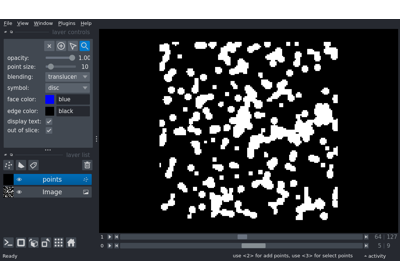 File View Window Plugins Help
layer controls
opacity: 1.00
point size: 10
blending: translucen
symbol: disc
face color: blue
edge color: black
display text:
out of slice:
layer list
points
Image
1 64 127
0 5 9
Ready use <2> for add points, use <3> for select points activity